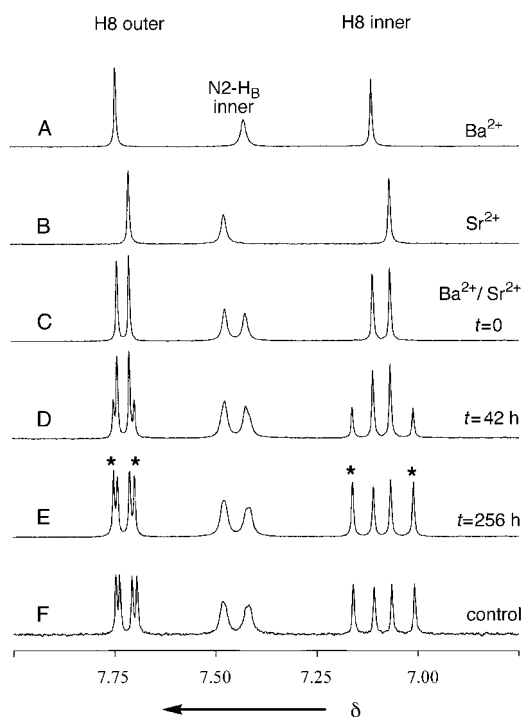 H8 outer H8 inner
N2-H_B
inner
A Ba²⁺
B Sr²⁺
Ba²⁺/ Sr²⁺
C t=0
D t=42 h
* * * *
E t=256 h
F control
7.75 7.50 7.25 7.00
δ